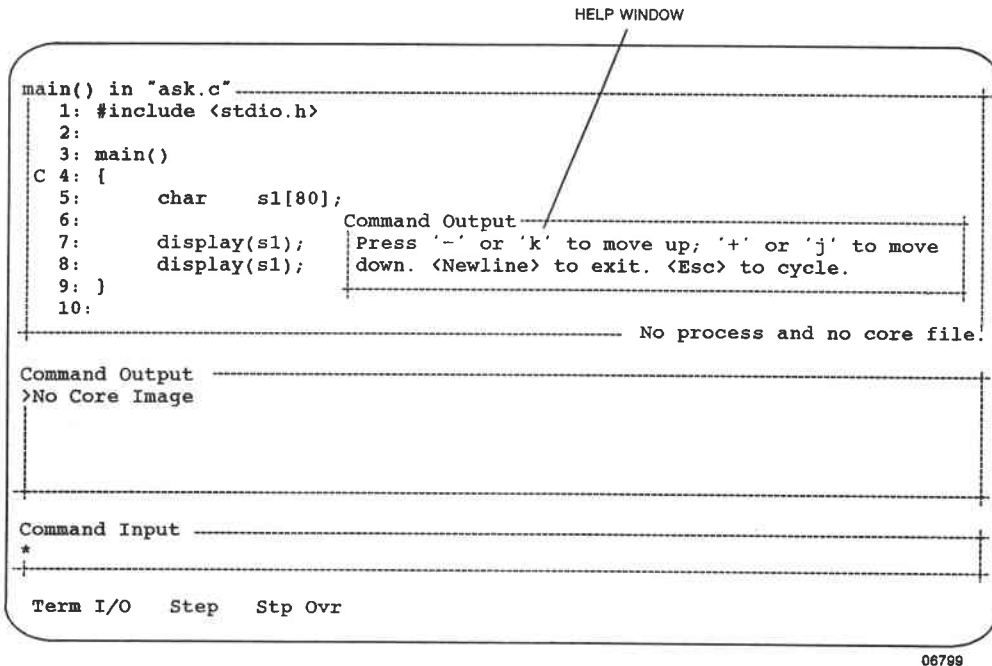 HELP WINDOW
main() in "ask.c"
1: #include <stdio.h>
2:
3: main()
C 4: {
5: char s1[80];
6:
7: display(s1);
8: display(s1);
9: }
10:
Command Output
Press '-' or 'k' to move up; '+' or 'j' to move
down. <Newline> to exit. <Esc> to cycle.
No process and no core file.
Command Output
>No Core Image
Command Input
*
Term I/O Step Stp Ovr
06799